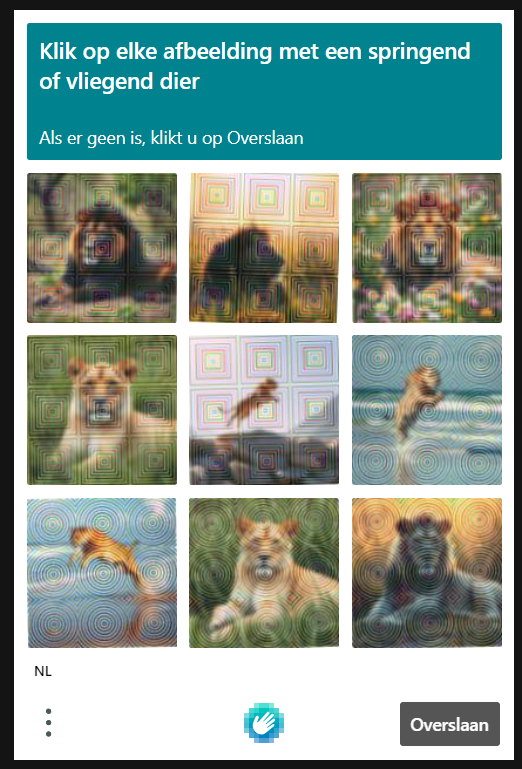 Klik op elke afbeelding met een springend
of vliegend dier
Als er geen is, klikt u op Overslaan
NL
Overslaan